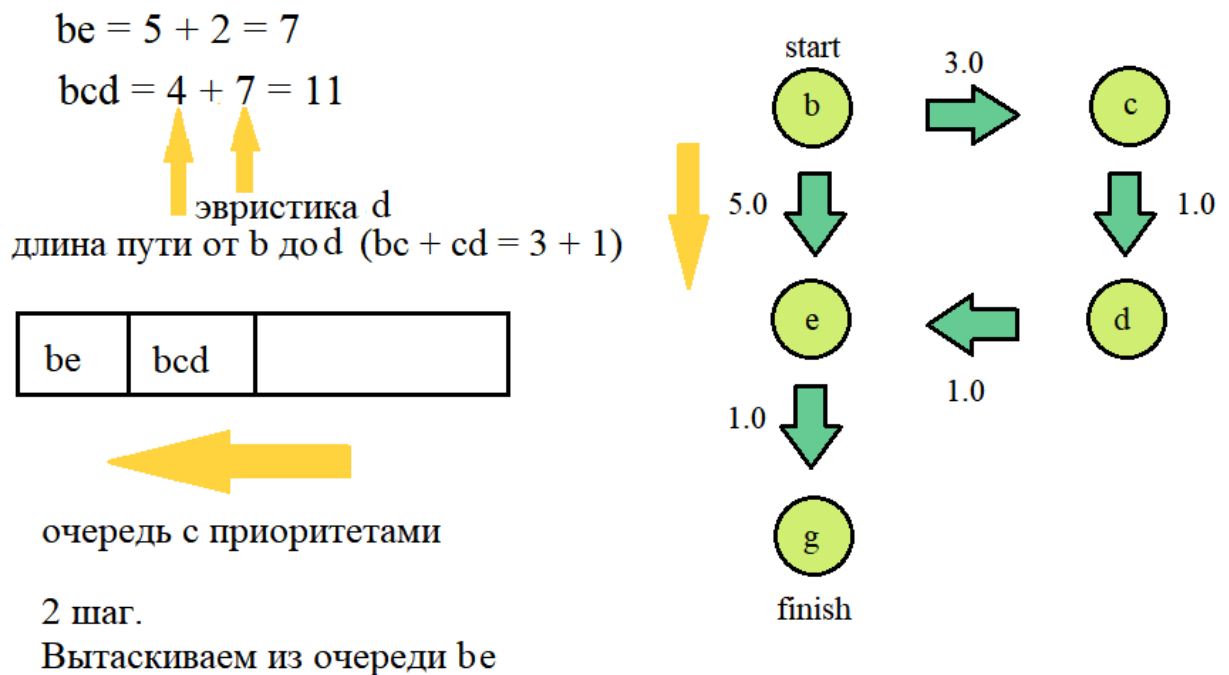 be = 5 + 2 = 7
bcd = 4 + 7 = 11
эвристика d
длина пути от b до d (bc + cd = 3 + 1)
be bcd
очередь с приоритетами
2 шаг.
Вытаскиваем из очереди be
start
b
3.0
c
5.0
1.0
e
d
1.0
1.0
g
finish